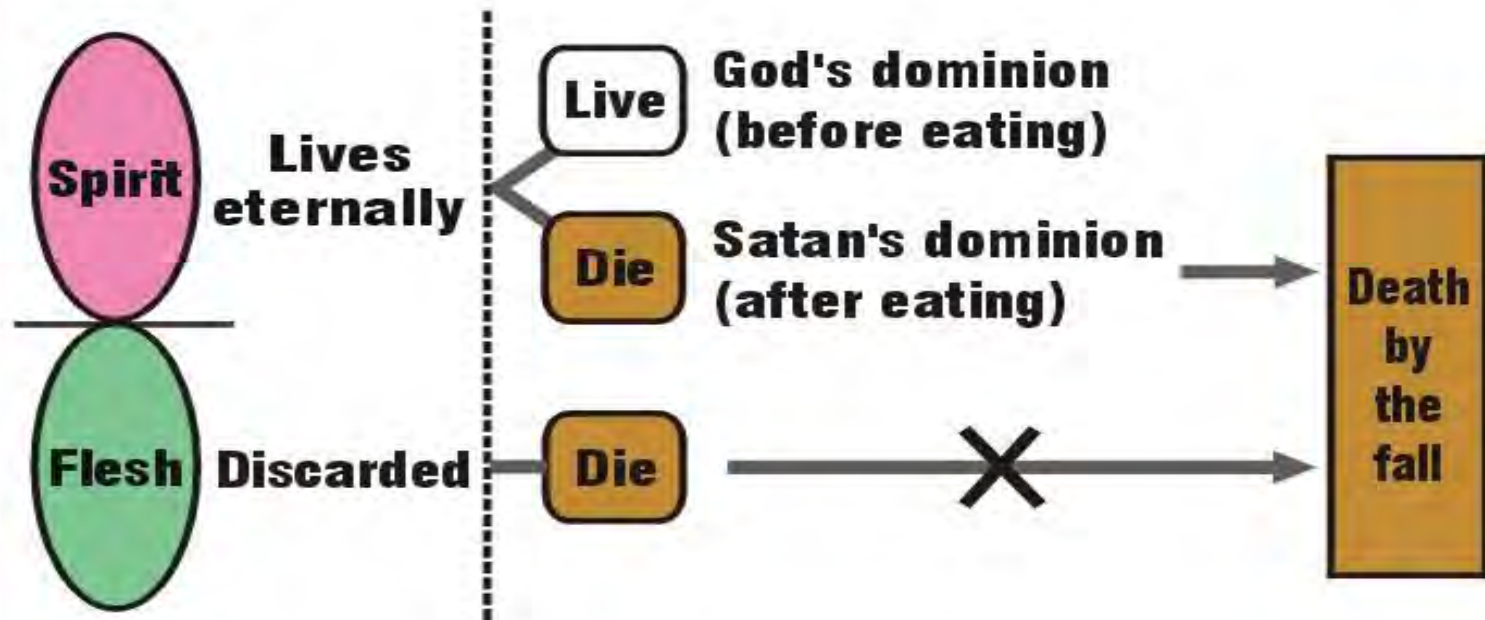 Spirit
Lives
eternally
Live
God's dominion
(before eating)
Die
Satan's dominion
(after eating)
Death
by
the
fall
Flesh
Discarded
Die